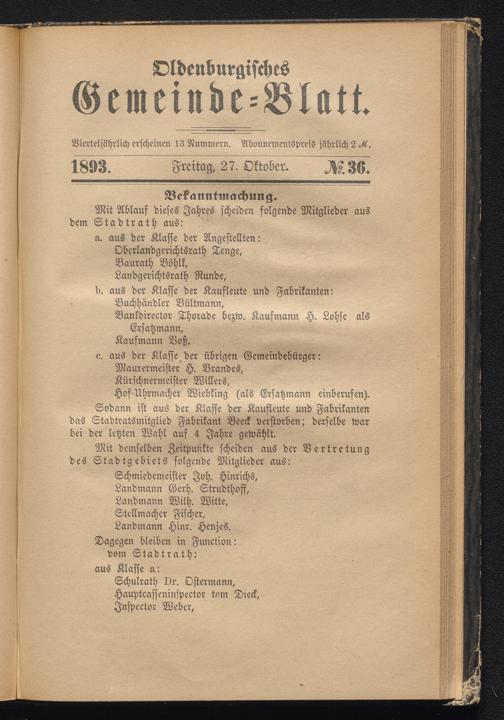 Oldenburgisches
Gemeinde=Blatt.
Vierteljährlich erscheinen 13 Nummern. Abonnementspreis jährlich 2 ℳ.
1893. Freitag, 27. Oktober. №. 36.
Bekanntmachung.
Mit Ablauf dieses Jahres scheiden folgende Mitglieder aus
dem Stadtrath aus:
a. aus der Klasse der Angestellten:
Oberlandgerichtsrath Tenge,
Baurath Böhlk,
Landgerichtsrath Runde,
b. aus der Klasse der Kaufleute und Fabrikanten:
Buchhändler Bültmann,
Bankdirector Thorade bezw. Kaufmann H. Lohse als
Ersatzmann,
Kaufmann Voß.
c. aus der Klasse der übrigen Gemeindebürger:
Maurermeister H. Brandes,
Kürschnermeister Willers,
Hof-Uhrmacher Wiebking (als Ersatzmann einberufen).
Sodann ist aus der Klasse der Kaufleute und Fabrikanten
das Stadtratsmitglied Fabrikant Beeck verstorben; derselbe war
bei der letzten Wahl auf 4 Jahre gewählt.
Mit demselben Zeitpunkte scheiden aus der Vertretung
des Stadtgebiets folgende Mitglieder aus:
Schmiedemeister Joh. Hinrichs,
Landmann Gerh. Strudthoff,
Landmann Wilh. Witte,
Stellmacher Fischer,
Landmann Hinr. Henjes.
Dagegen bleiben in Function:
vom Stadtrath:
aus Klasse a:
Schulrath Dr. Ostermann,
Hauptcasseninspector tom Dieck,
Inspector Weber,